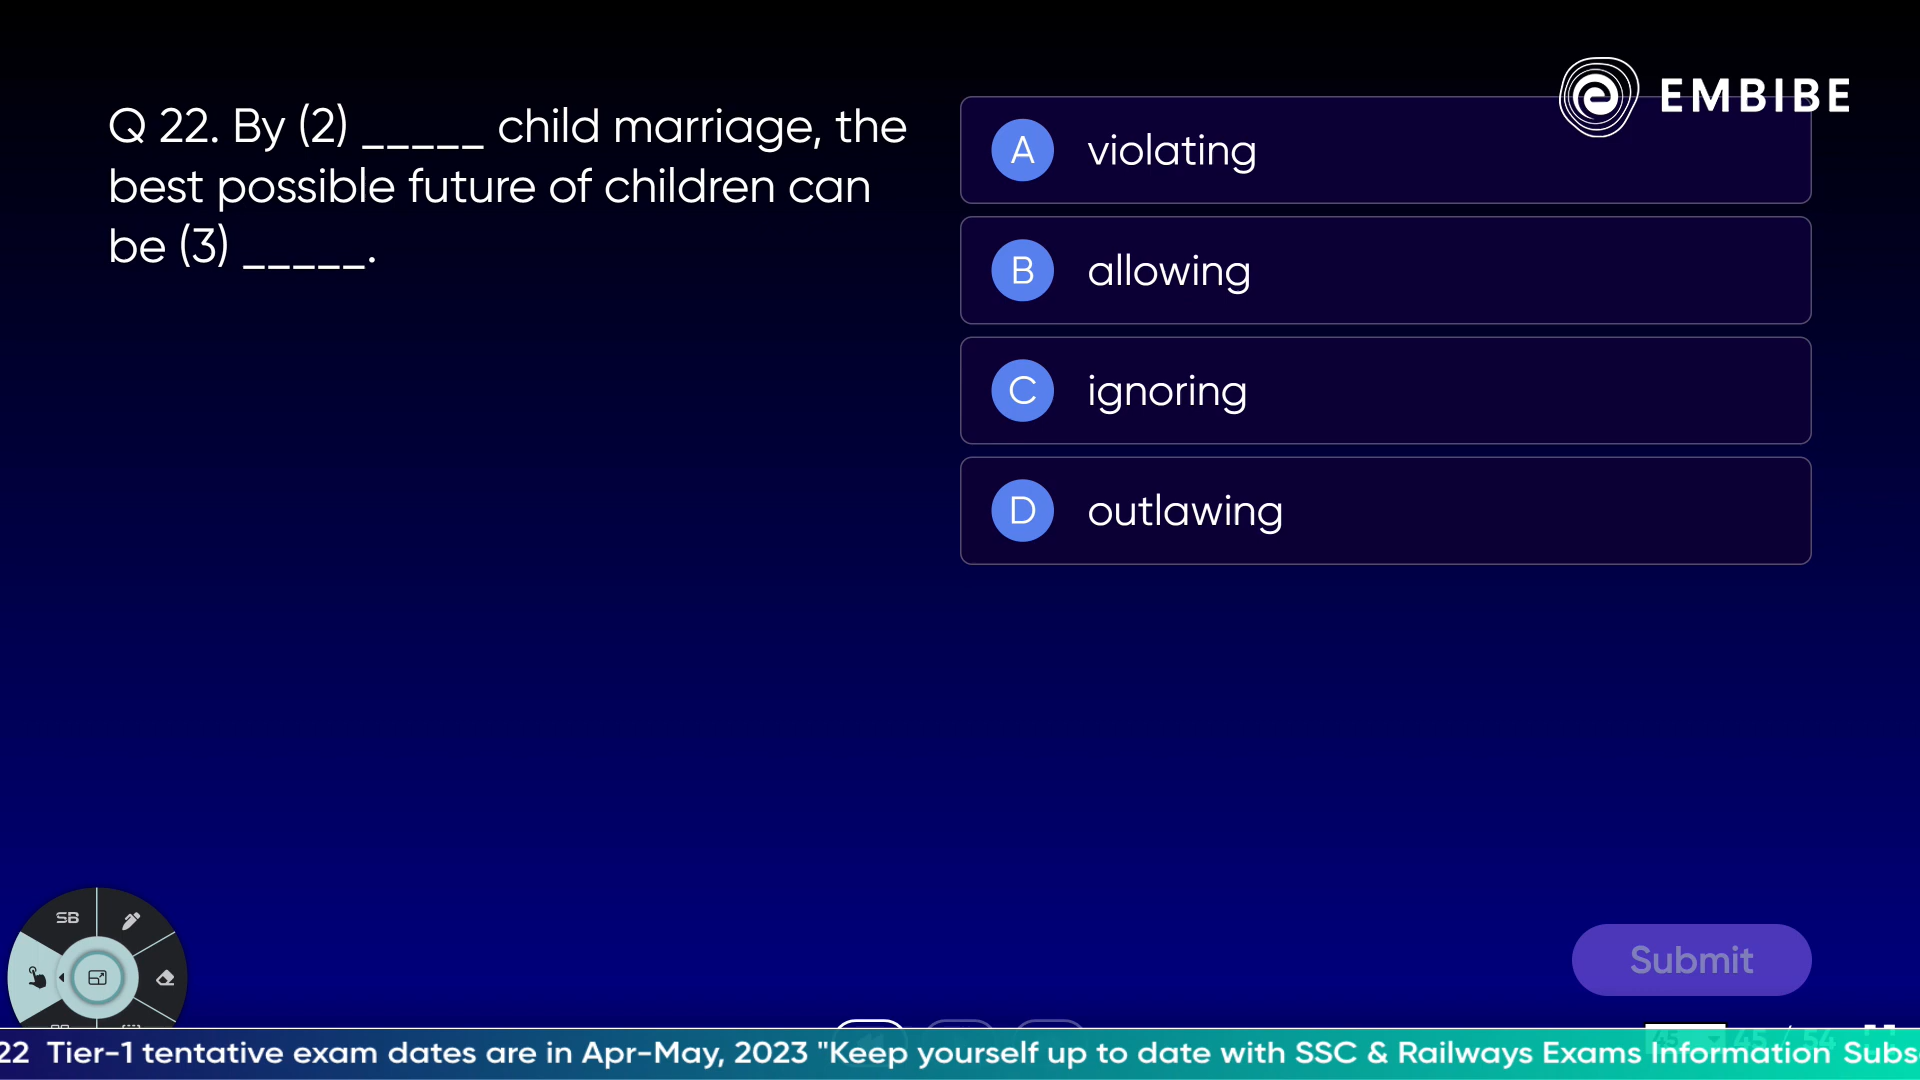 EMBIBE
Q 22. By (2) _____ child marriage, the
best possible future of children can
be (3) _____.
A violating
B allowing
C ignoring
D outlawing
SB
Submit
22 Tier-1 tentative exam dates are in Apr-May, 2023 "Keep yourself up to date with SSC & Railways Exams Information Subs